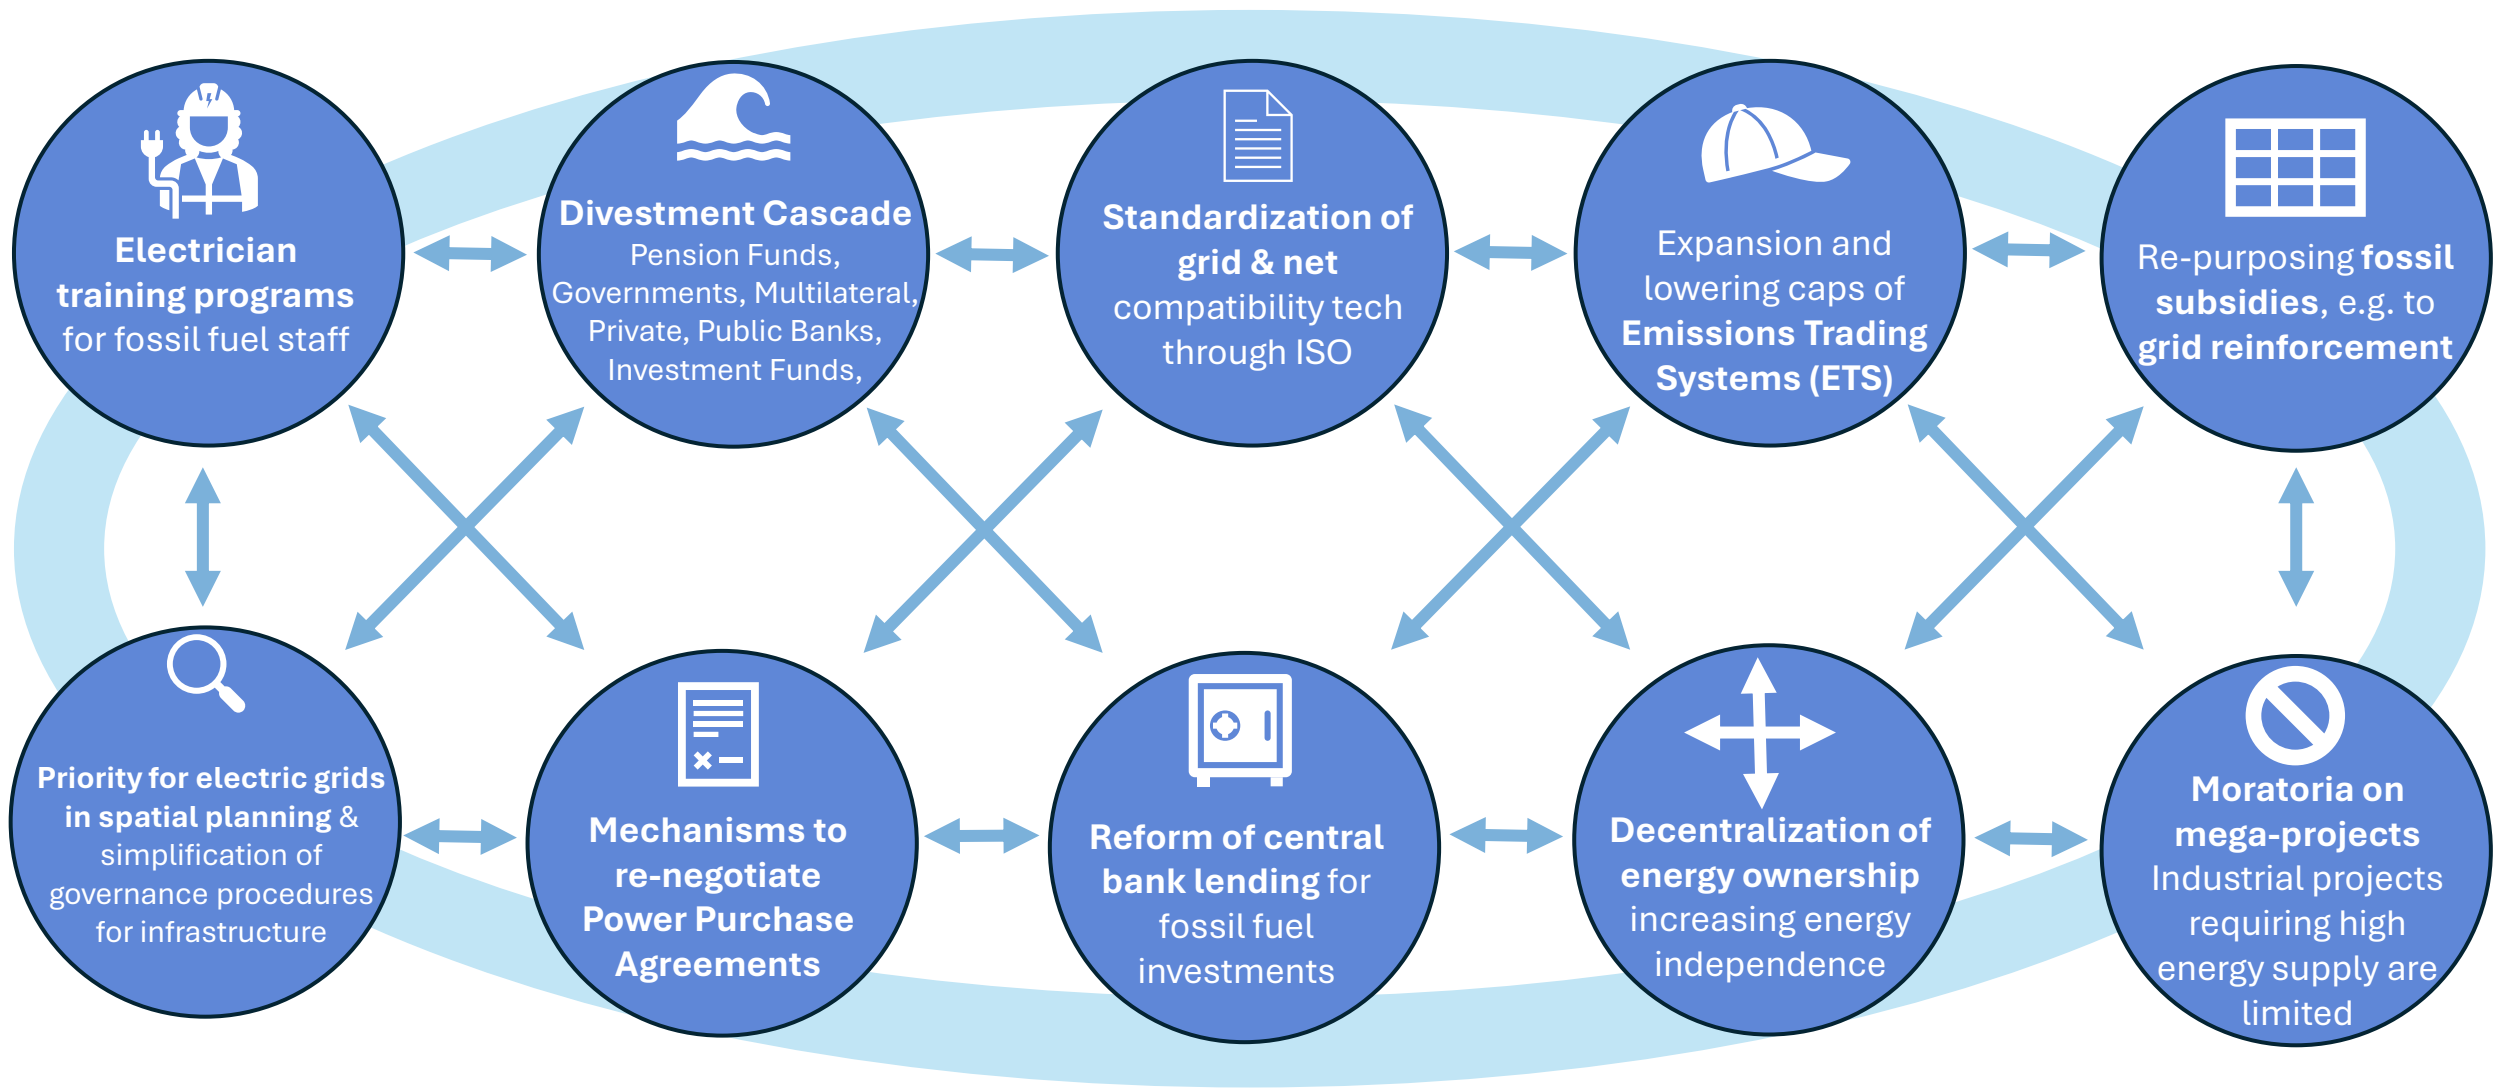 Electrician
training programs
for fossil fuel staff
Divestment Cascade
Pension Funds,
Governments, Multilateral,
Private, Public Banks,
Investment Funds,
Standardization of
grid & net
compatibility tech
through ISO
Expansion and
lowering caps of
Emissions Trading
Systems (ETS)
Re-purposing fossil
subsidies, e.g. to
grid reinforcement
Priority for electric grids
in spatial planning &
simplification of
governance procedures
for infrastructure
Mechanisms to
re-negotiate
Power Purchase
Agreements
Reform of central
bank lending for
fossil fuel
investments
Decentralization of
energy ownership
increasing energy
independence
Moratoria on
mega-projects
Industrial projects
requiring high
energy supply are
limited